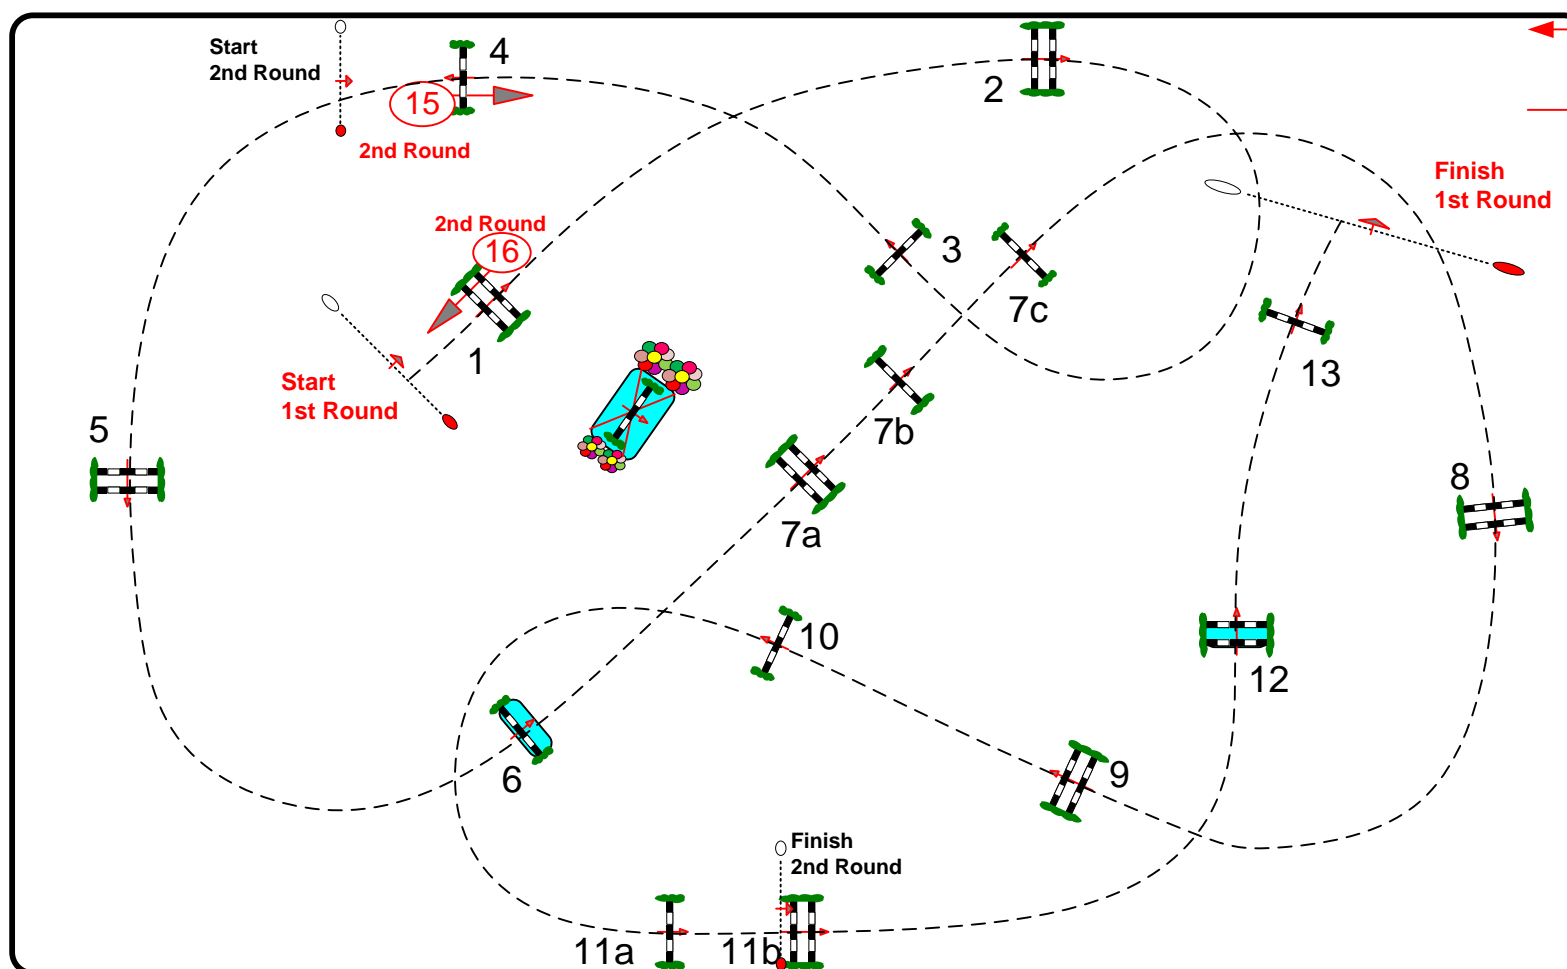 Start
2nd Round
4
15
2nd Round
2
Finish
1st Round
2nd Round
16
3
7c
1
Start
1st Round
13
5
7b
8
7a
10
12
6
9
Finish
2nd Round
11a
11b